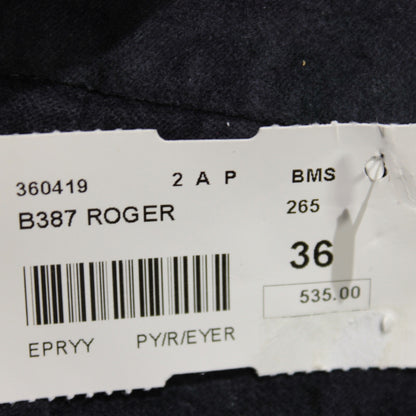 360419 2 A P BMS
B387 ROGER 265
36
535.00
EPRYY PY/R/EYER